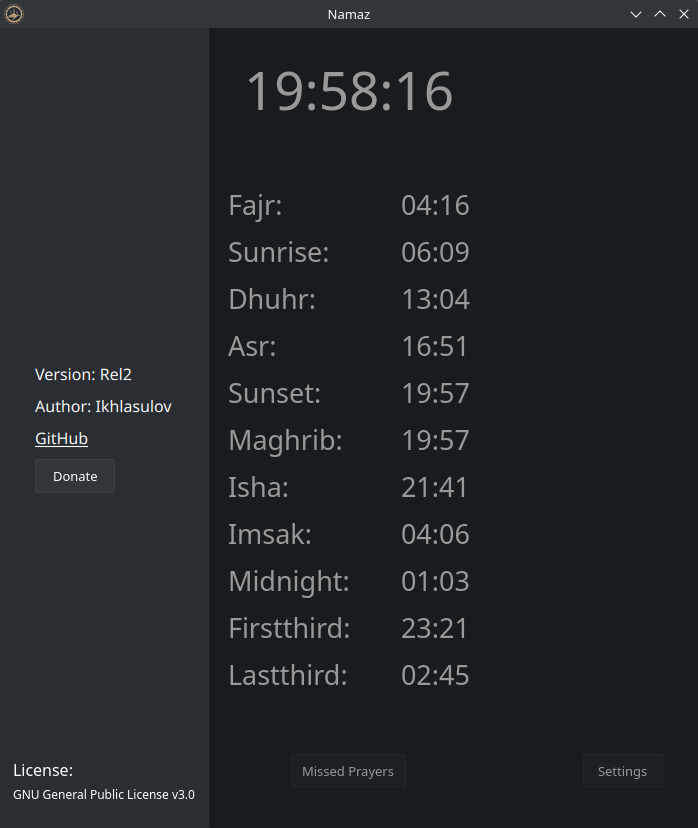 Namaz
19:58:16
Fajr: 04:16
Sunrise: 06:09
Dhuhr: 13:04
Asr: 16:51
Sunset: 19:57
Maghrib: 19:57
Isha: 21:41
Imsak: 04:06
Midnight: 01:03
Firstthird: 23:21
Lastthird: 02:45
Version: Rel2
Author: Ikhlasulov
GitHub
Donate
License:
GNU General Public License v3.0
Missed Prayers
Settings